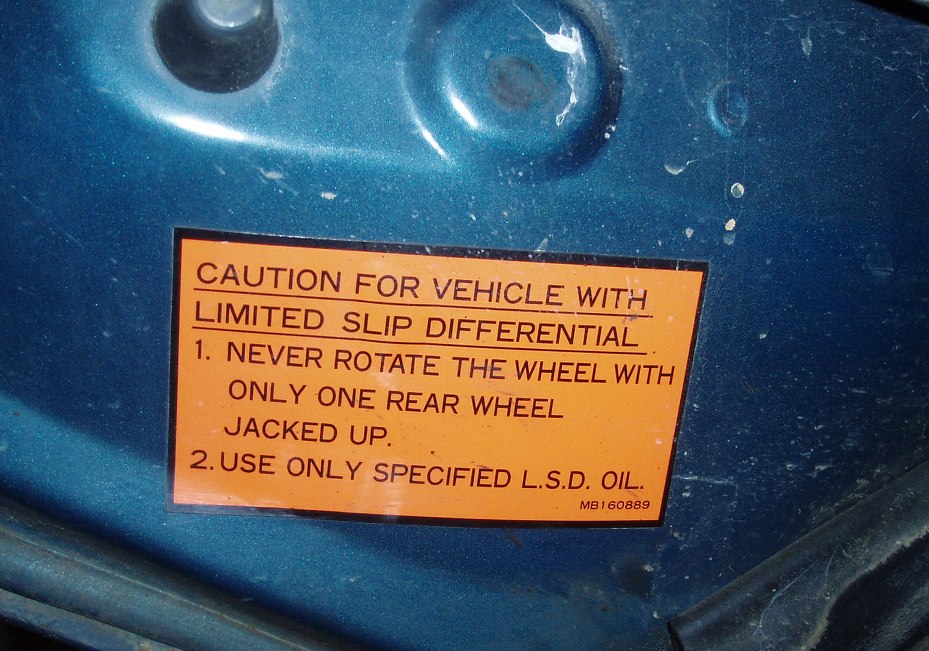 CAUTION FOR VEHICLE WITH
LIMITED SLIP DIFFERENTIAL
1. NEVER ROTATE THE WHEEL WITH
ONLY ONE REAR WHEEL
JACKED UP.
2. USE ONLY SPECIFIED L.S.D. OIL.
MB160889